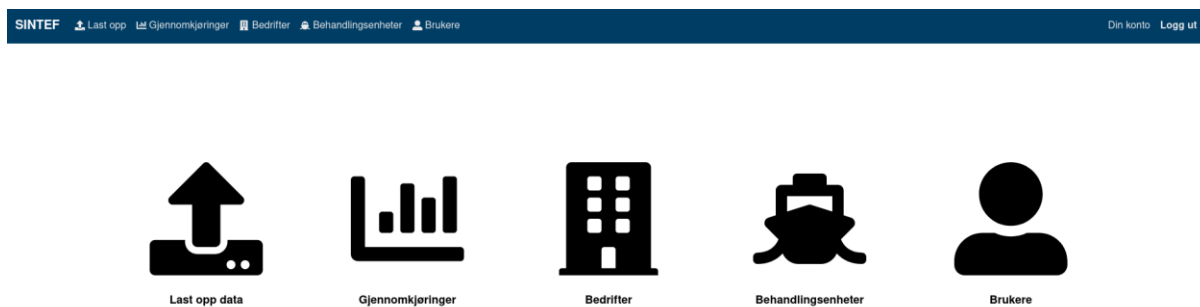 SINTEF Last opp Gjennomkjøringer Bedrifter Behandlingsenheter Brukere Din konto Logg ut
Last opp data Gjennomkjøringer Bedrifter Behandlingsenheter Brukere